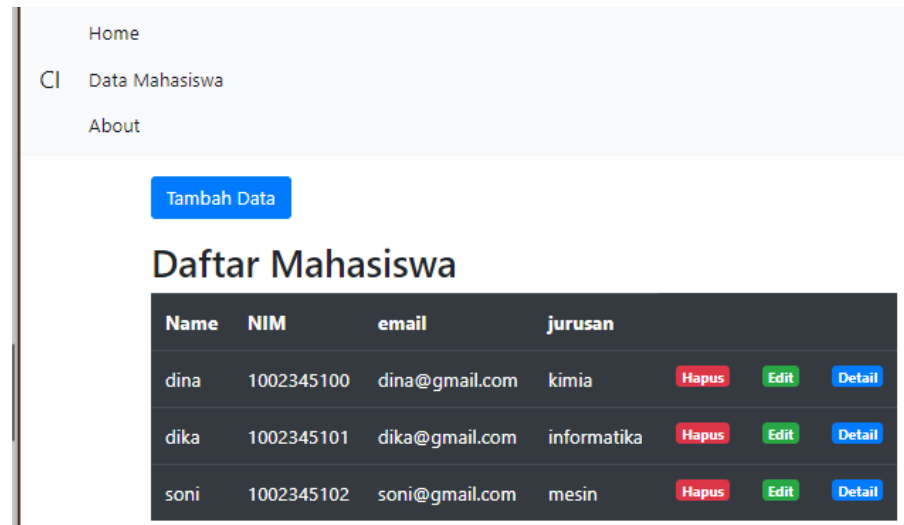 Home
CI Data Mahasiswa
About
Tambah Data
Daftar Mahasiswa
Name NIM email jurusan
dina 1002345100 dina@gmail.com kimia Hapus Edit Detail
dika 1002345101 dika@gmail.com informatika Hapus Edit Detail
soni 1002345102 soni@gmail.com mesin Hapus Edit Detail